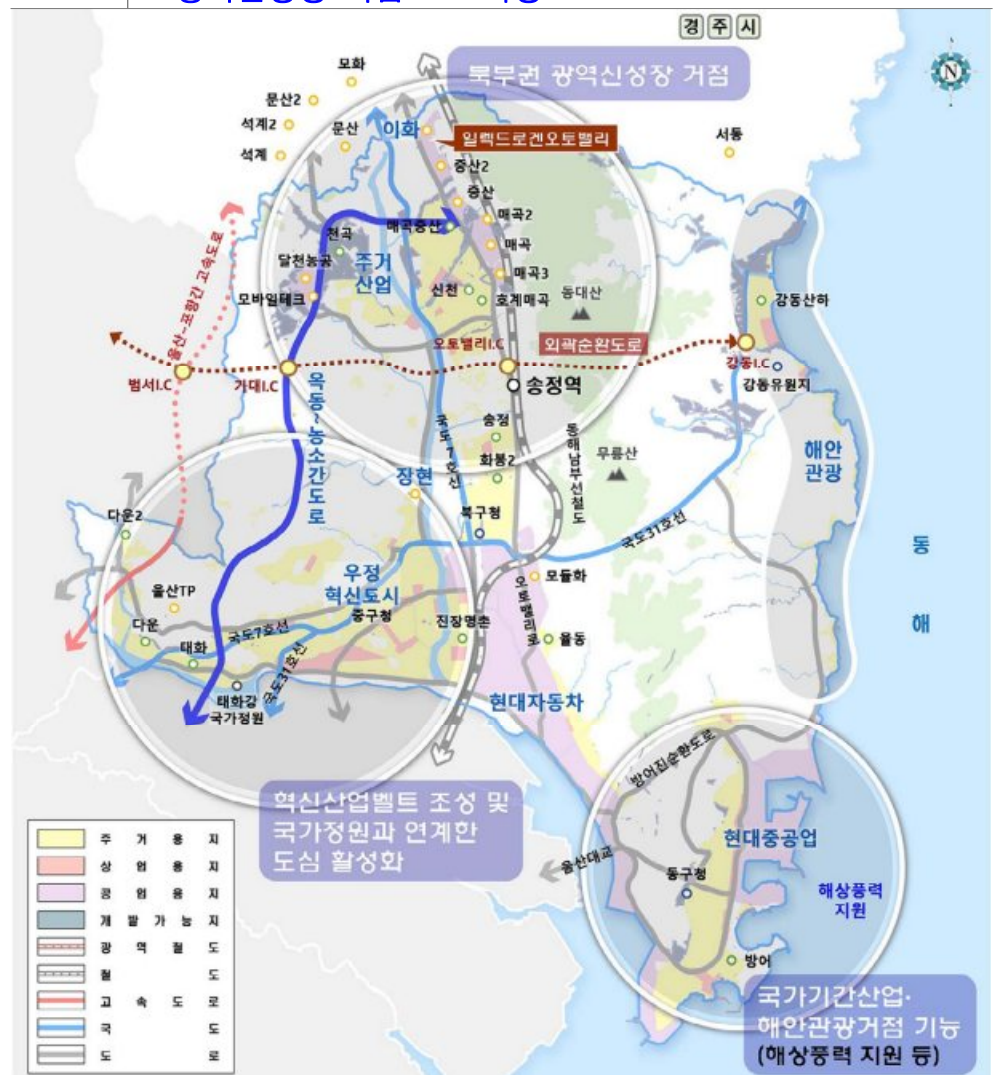 경주시
북부권 광역신성장 거점
모화
문산2
석계2
문산
석계
이화
일렉드로겐오토밸리
중산2
서동
중산
매곡2
매곡중산
매곡
천곡
달천농공
주거
산업
매곡3
신천
호계매곡
동대산
모바일테크
강동산하
울산-포항간 고속도로
오토밸리I.C
외곽순환도로
범서I.C
가대I.C
강동I.C
강동유원지
송정역
옥동~농소간도로
국도7호선
송정
화봉2
동해남부선철도
무룡산
해안
관광
징현
다운2
북구청
국도31호선
동해
우정
혁신도시
울산TP
모듈화
오토밸리로
중구청
다운
국도7호선
진장명촌
율동
태화
국도31호선
태화강
국가정원
현대자동차
방어진순환도로
혁신산업벨트 조성 및
국가정원과 연계한
도심 활성화
울산대교
현대중공업
동구청
해상풍력
지원
방어
국가기간산업·
해안관광거점 기능
(해상풍력 지원 등)
주거용지
상업용지
공업용지
개발가능지
광역철도
철도
고속도로
국도
도로